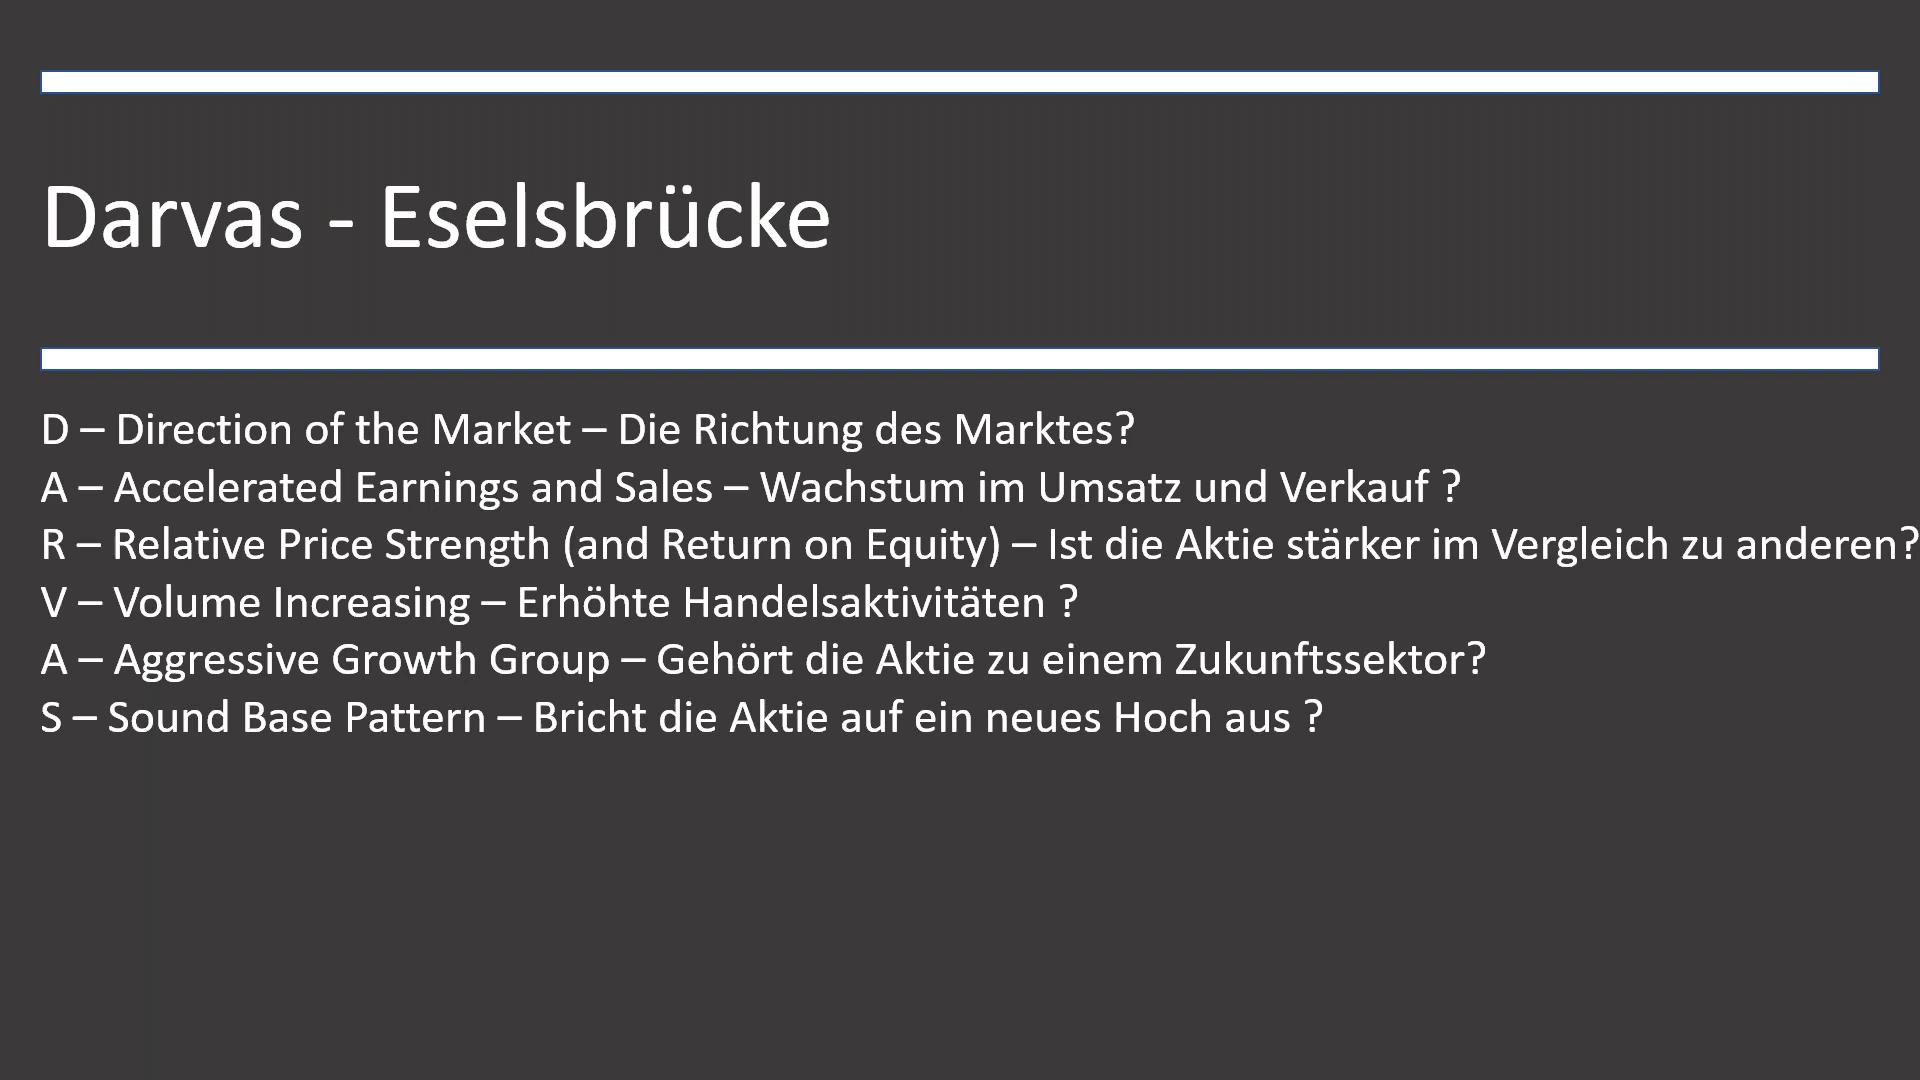 Darvas - Eselsbrücke
D – Direction of the Market – Die Richtung des Marktes?
A – Accelerated Earnings and Sales – Wachstum im Umsatz und Verkauf ?
R – Relative Price Strength (and Return on Equity) – Ist die Aktie stärker im Vergleich zu anderen?
V – Volume Increasing – Erhöhte Handelsaktivitäten ?
A – Aggressive Growth Group – Gehört die Aktie zu einem Zukunftssektor?
S – Sound Base Pattern – Bricht die Aktie auf ein neues Hoch aus ?